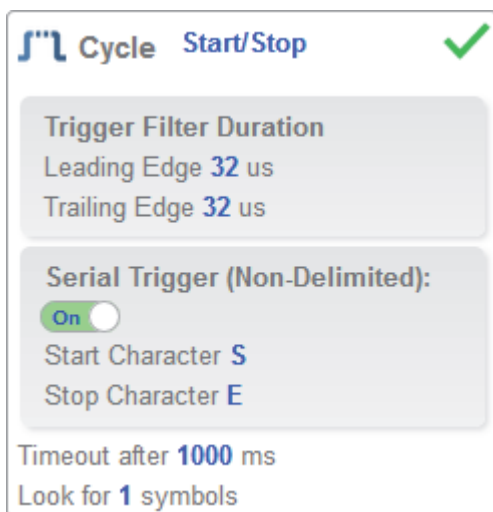 Cycle Start/Stop
Trigger Filter Duration
Leading Edge 32 us
Trailing Edge 32 us
Serial Trigger (Non-Delimited):
On
Start Character S
Stop Character E
Timeout after 1000 ms
Look for 1 symbols